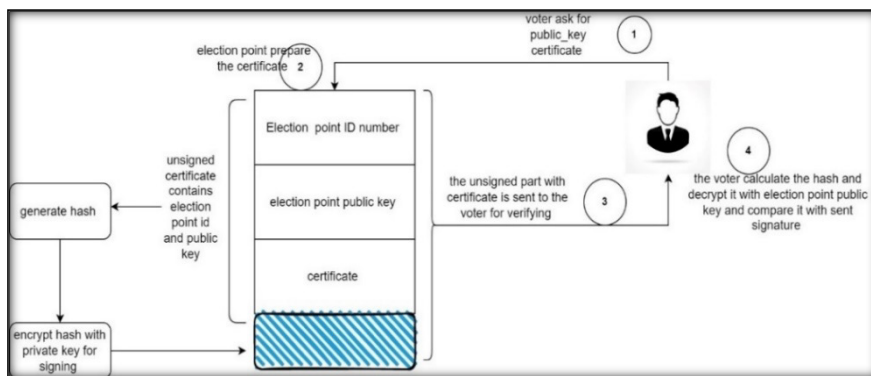 voter ask for
public_key
certificate
1
election point prepare
the certificate
2
Election point ID number
election point public key
certificate
unsigned
certificate
contains
election
point id
and public
key
generate hash
encrypt hash with
private key for
signing
the unsigned part with
certificate is sent to the
voter for verifying
3
4
the voter calculate the hash and
decrypt it with election point public
key and compare it with sent
signature